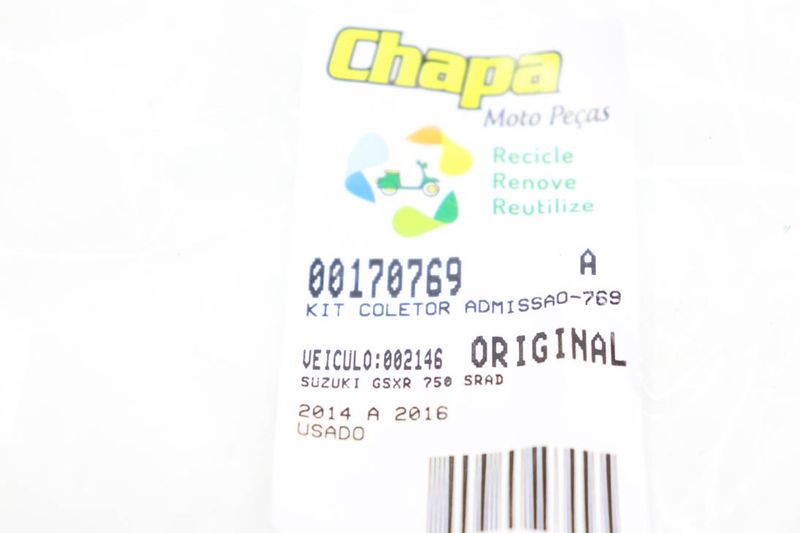 Chapa
Moto Peças
Recicle
Renove
Reutilize
00170769 A
KIT COLETOR ADMISSAO-769
VEICULO:002146 ORIGINAL
SUZUKI GSXR 750 SRAD
2014 A 2016
USADO